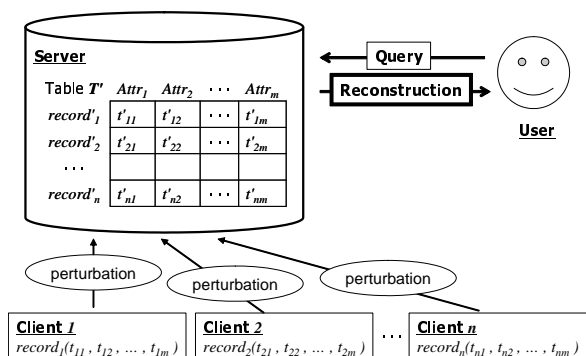 Server
Query
Reconstruction
User
Table T' Attr1 Attr2 ... Attrm
record'1 t'11 t'12 ... t'1m
record'2 t'21 t'22 ... t'2m
...
record'n t'n1 t'n2 ... t'nm
perturbation
perturbation
perturbation
Client 1
record1(t11, t12, ..., t1m)
Client 2
record2(t21, t22, ..., t2m)
...
Client n
recordn(tn1, tn2, ..., tnm)